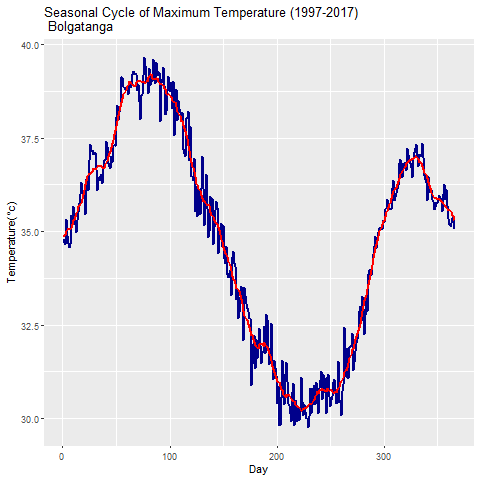 Seasonal Cycle of Maximum Temperature (1997-2017)
Bolgatanga
40.0
37.5
35.0
32.5
30.0
Temperature(°c)
0 100 200 300
Day